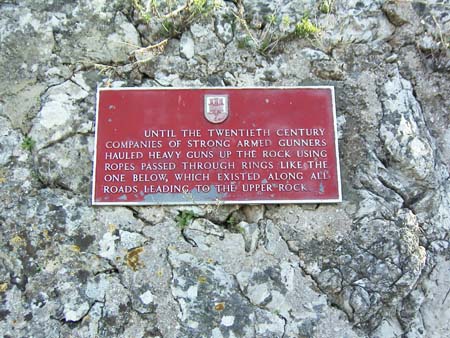 UNTIL THE TWENTIETH CENTURY
COMPANIES OF STRONG ARMED GUNNERS
HAULED HEAVY GUNS UP THE ROCK USING
ROPES PASSED THROUGH RINGS LIKE THE
ONE BELOW, WHICH EXISTED ALONG ALL
ROADS LEADING TO THE UPPER ROCK.